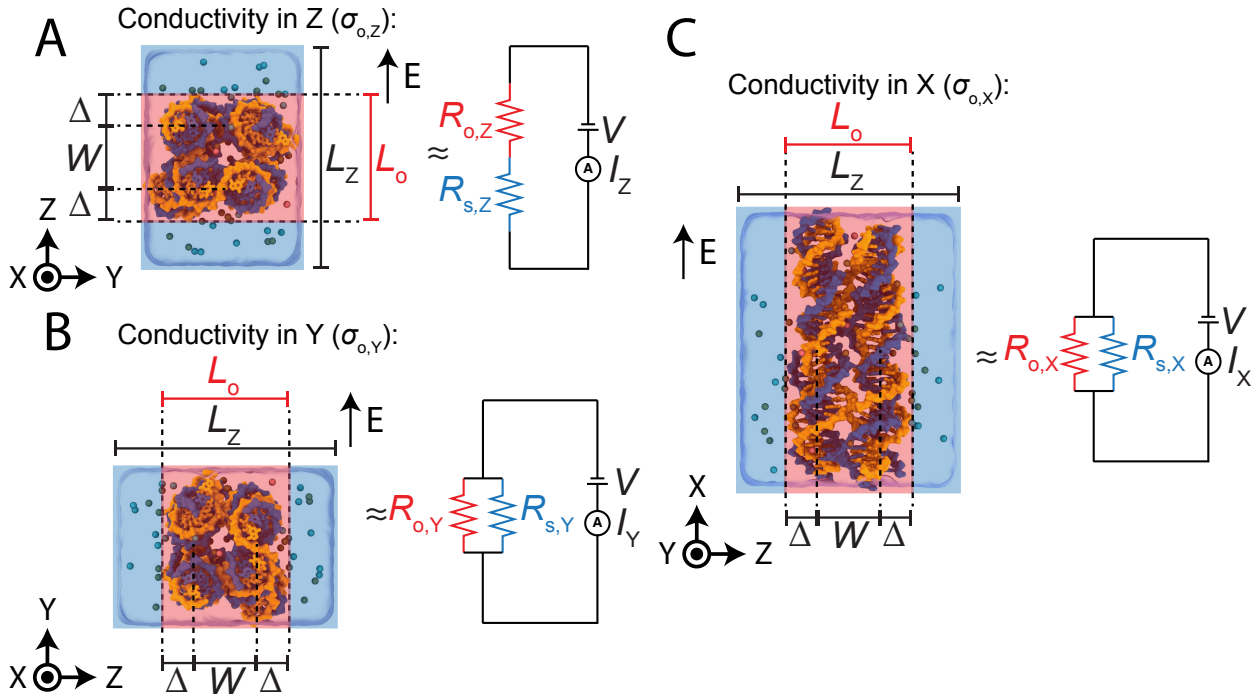 A
Conductivity in Z (σo,Z):
E
Δ
W
Δ
LZ
Lo
≈
Ro,Z
Rs,Z
V
A
IZ
Z
X
Y
B
Conductivity in Y (σo,Y):
Lo
LZ
E
≈
Ro,Y
Rs,Y
V
A
IY
Y
X
Z
Δ
W
Δ
C
Conductivity in X (σo,X):
Lo
LZ
E
≈
Ro,X
Rs,X
V
A
IX
X
Y
Z
Δ
W
Δ